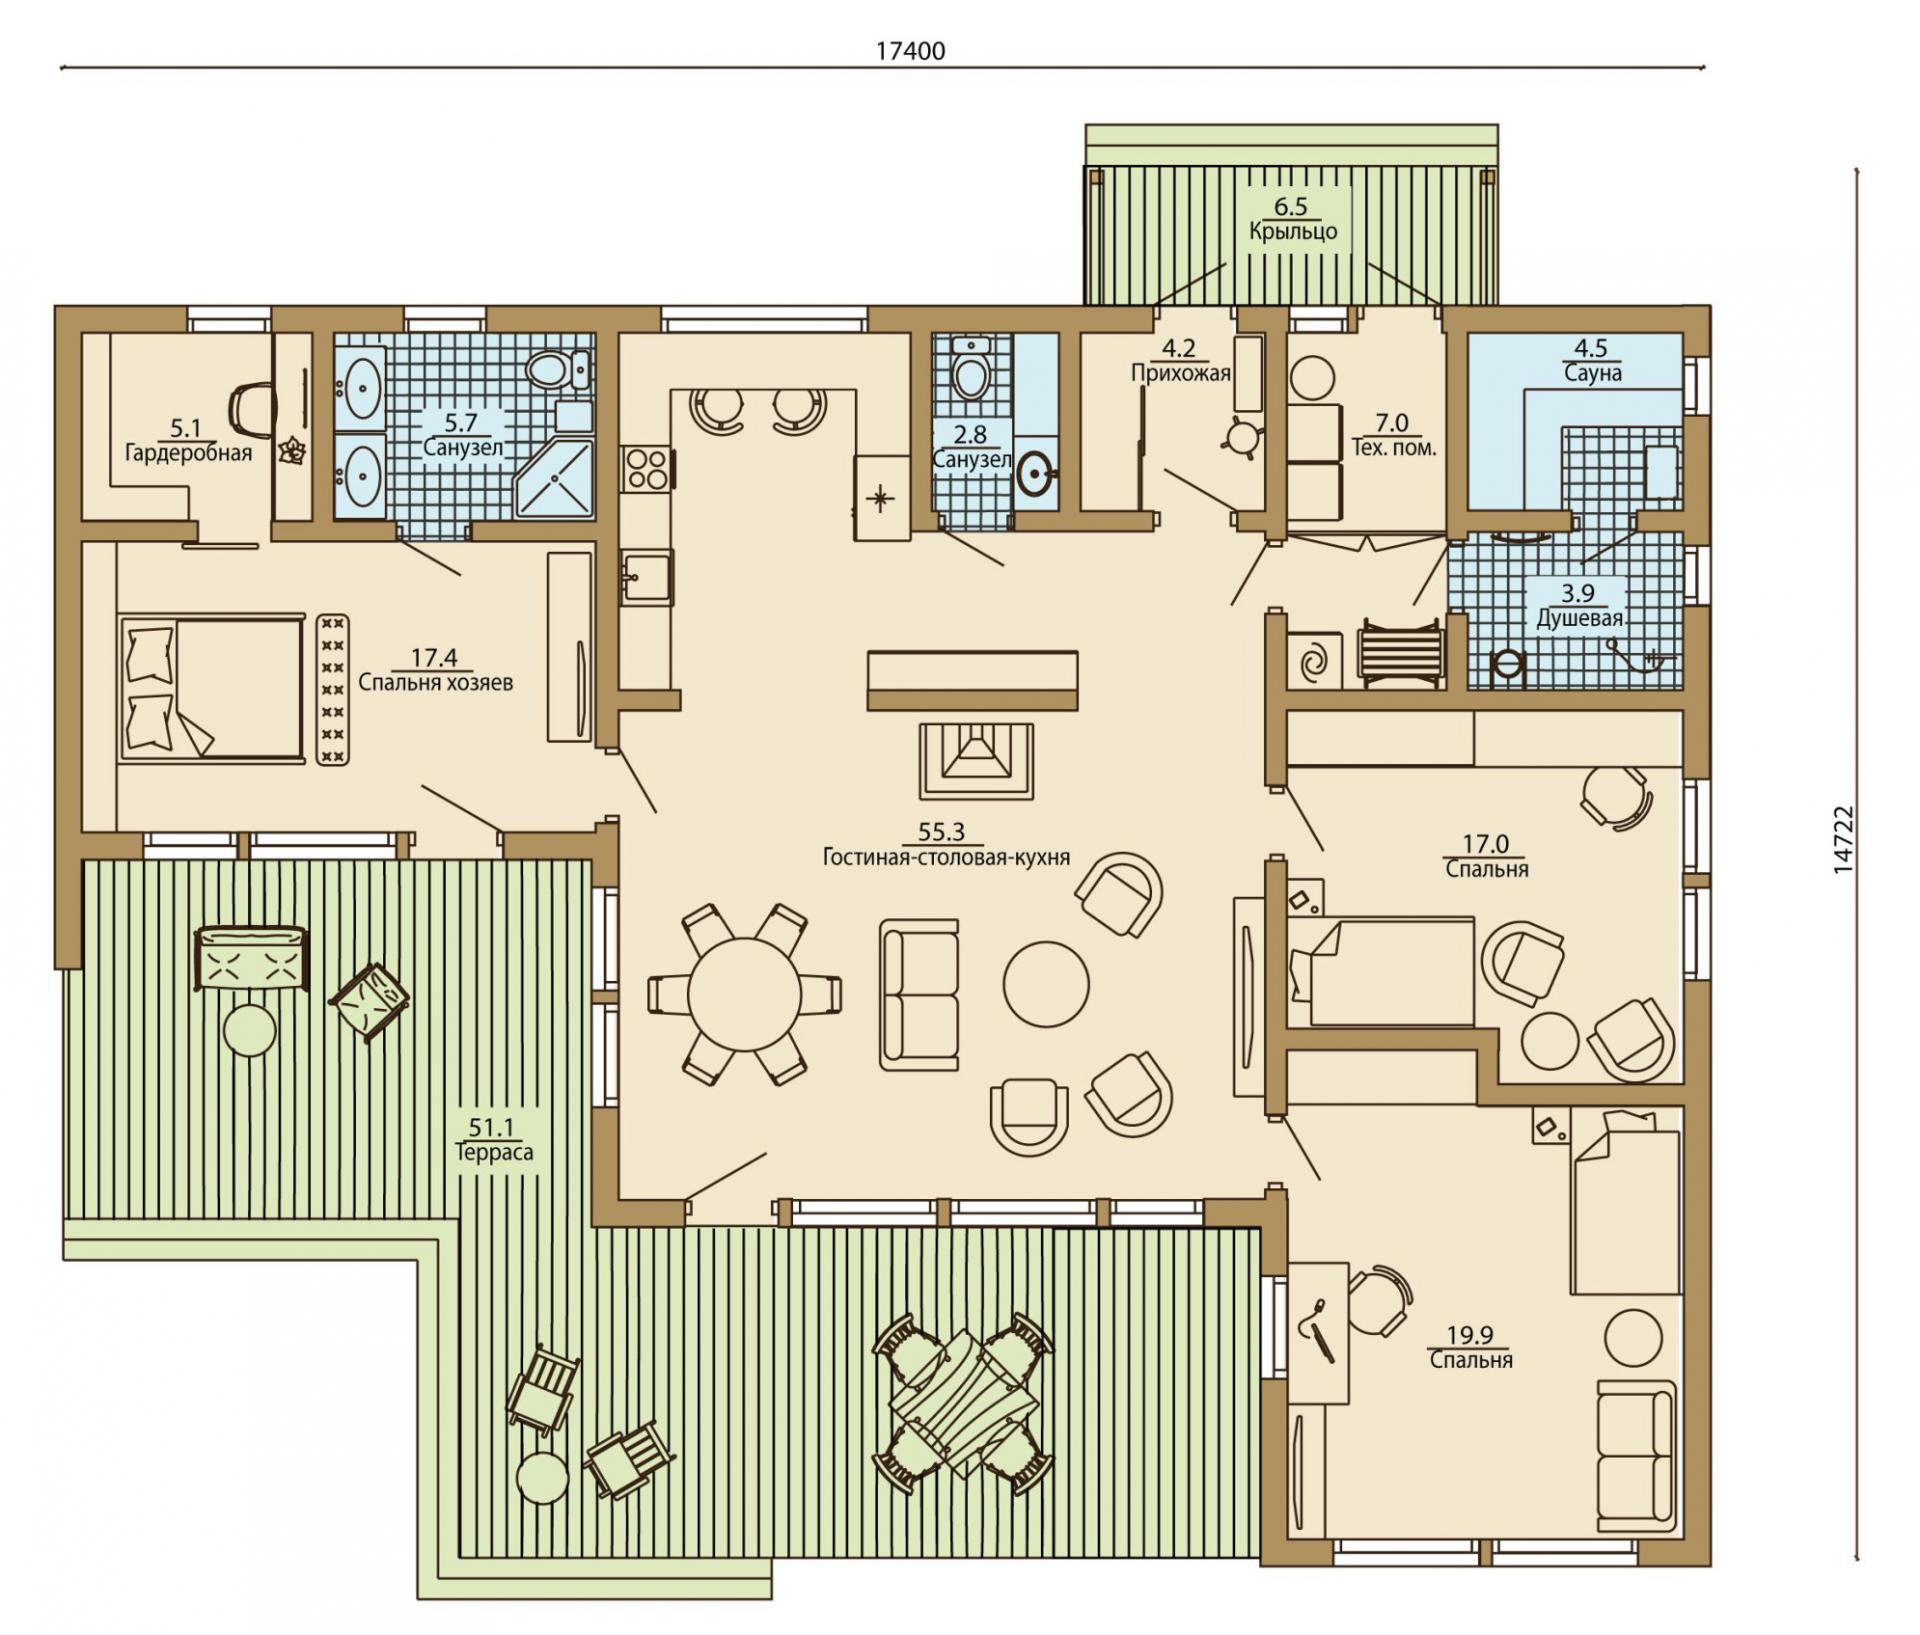 17400
6.5
Крыльцо
4.2
Прихожая
4.5
Сауна
5.1
Гардеробная
5.7
Санузел
2.8
Санузел
7.0
Тех. пом.
3.9
Душевая
17.4
Спальня хозяев
55.3
Гостиная-столовая-кухня
17.0
Спальня
14722
51.1
Терраса
19.9
Спальня